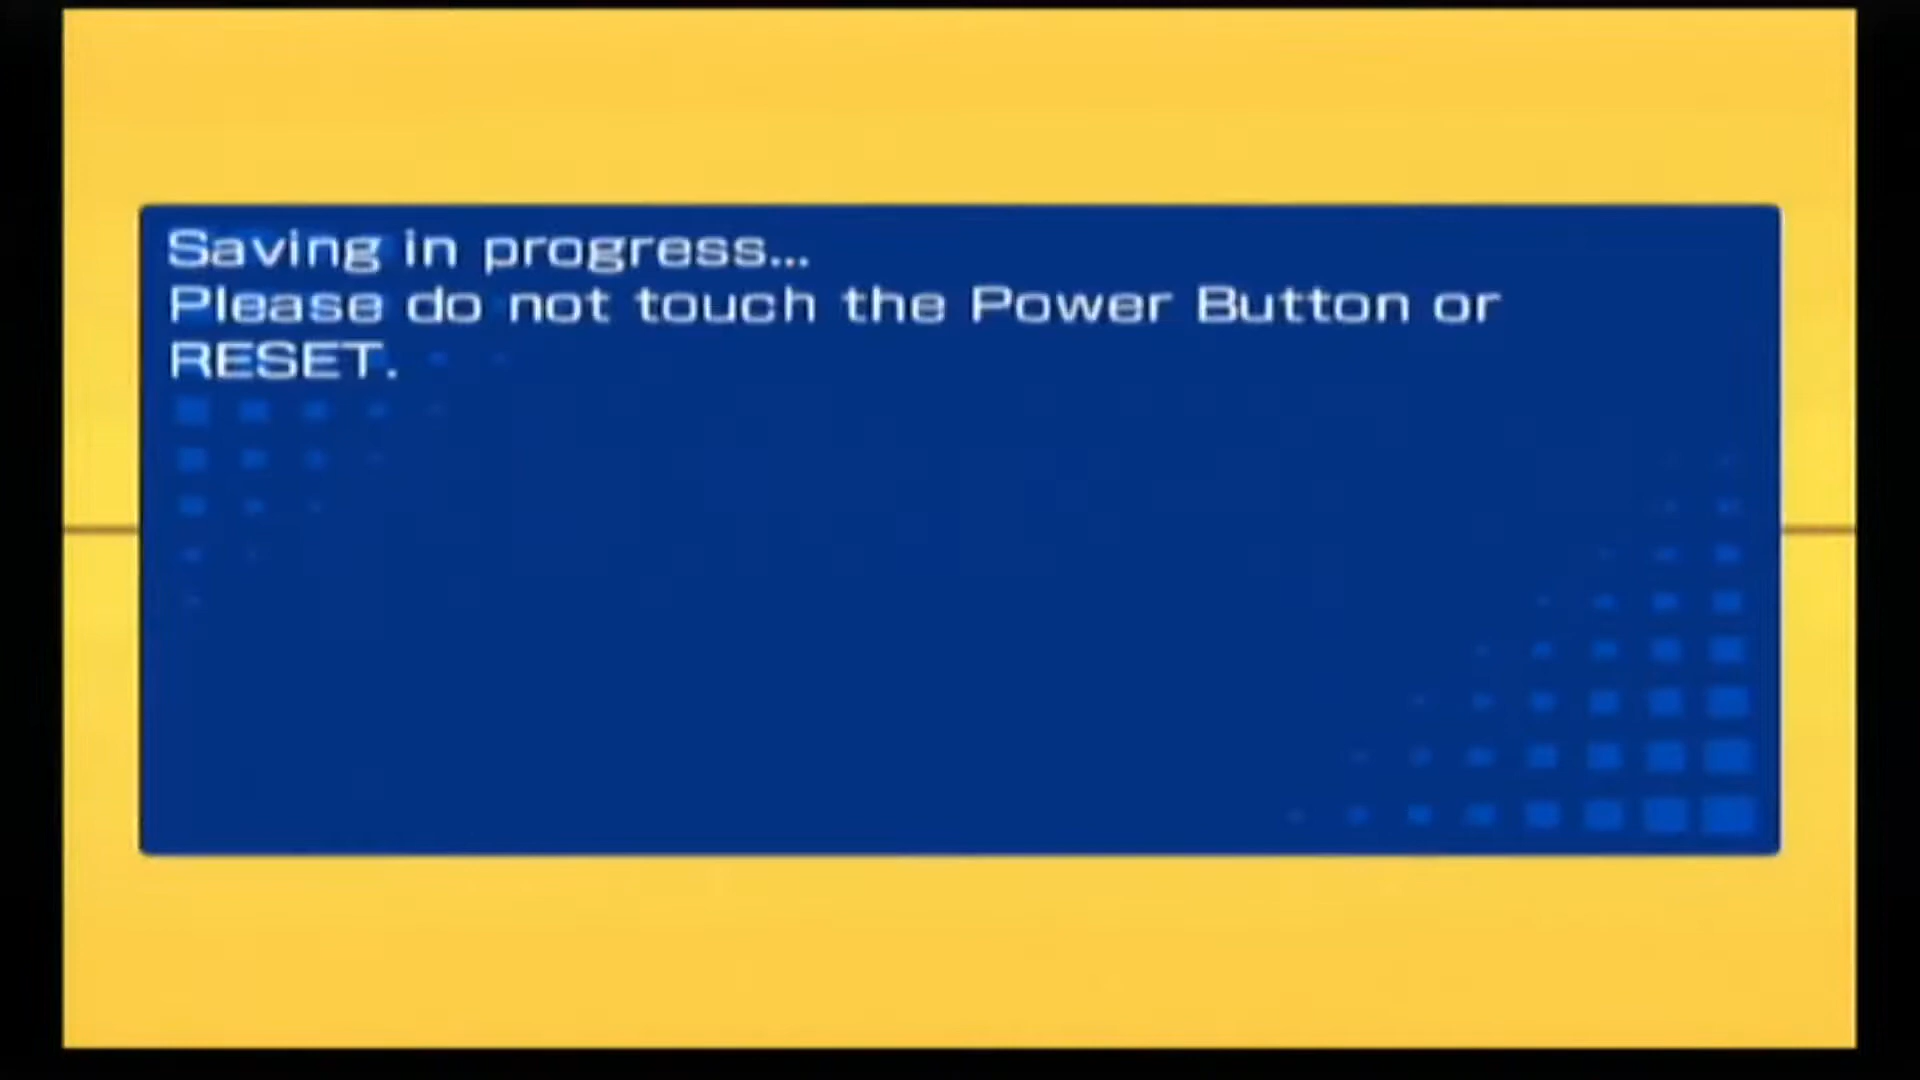 Saving in progress...
Please do not touch the Power Button or
RESET.